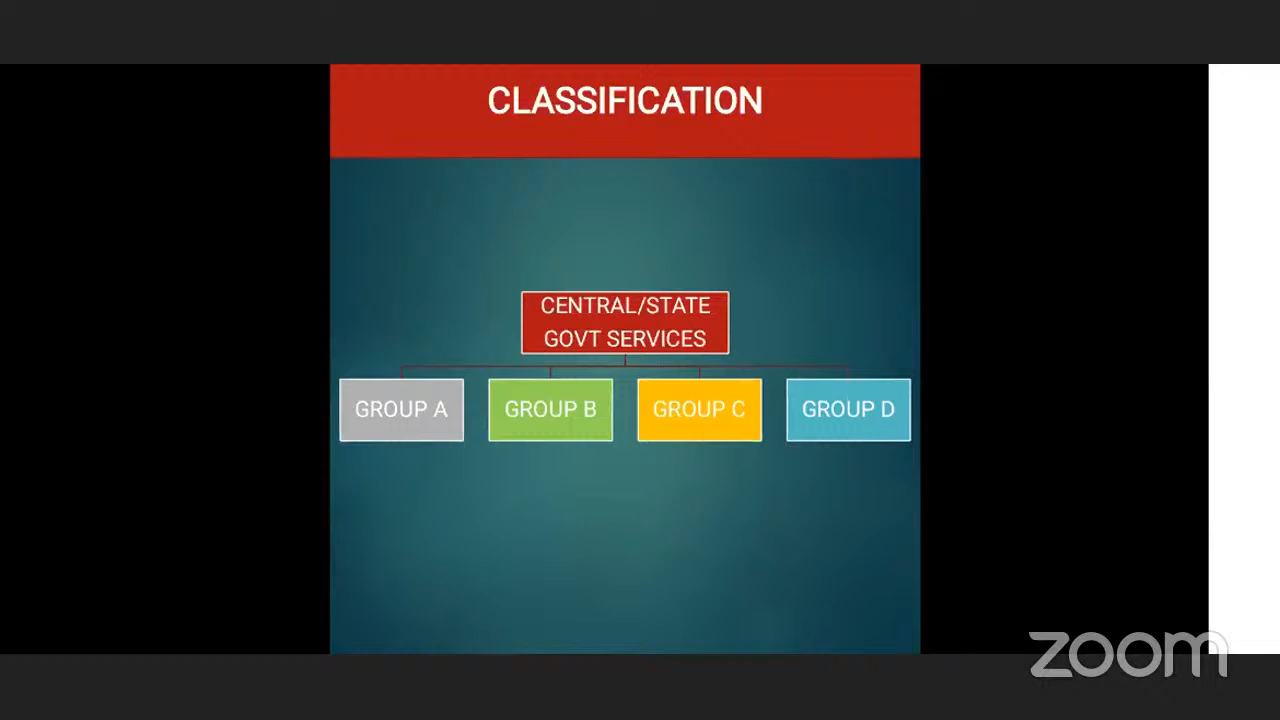 CLASSIFICATION
CENTRAL/STATE
GOVT SERVICES
GROUP A
GROUP B
GROUP C
GROUP D
zoom